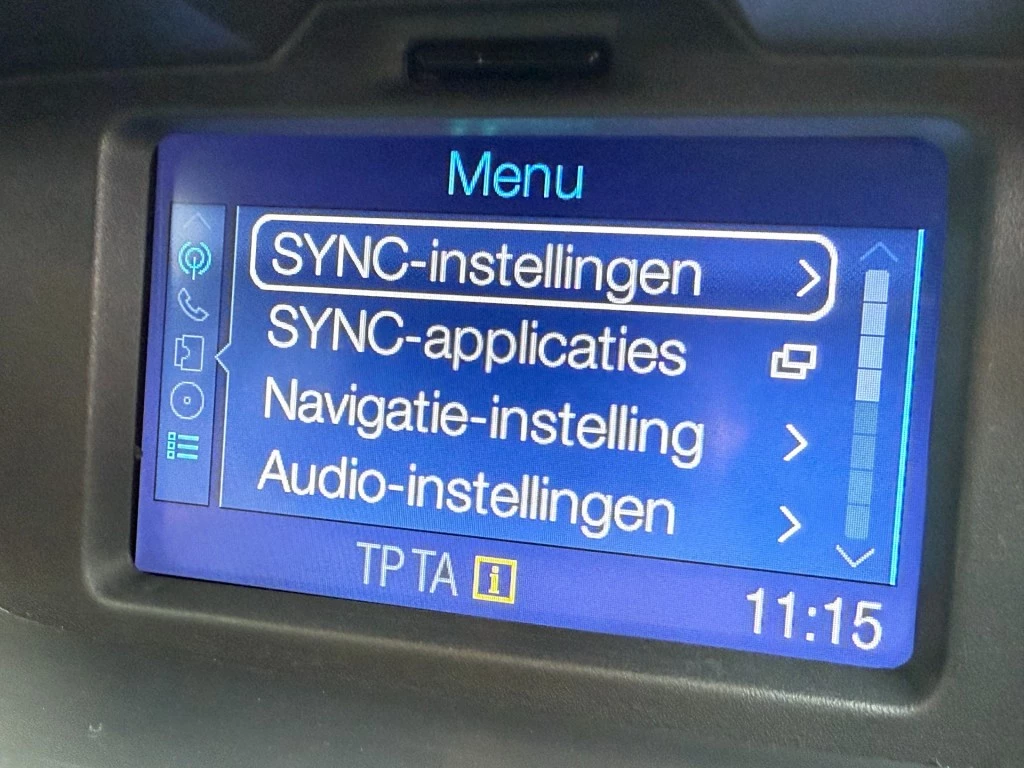 Menu
SYNC-instellingen
SYNC-applicaties
Navigatie-instelling
Audio-instellingen
TP TA i
11:15